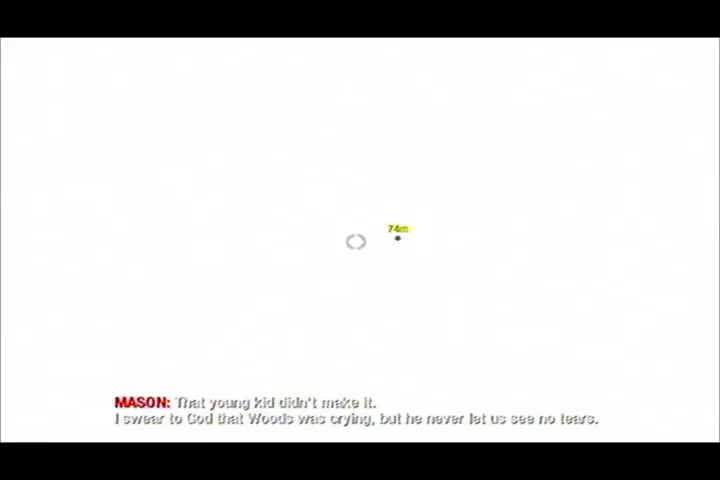 74m
MASON: That young kid didn't make it.
I swear to God that Woods was crying, but he never let us see no tears.